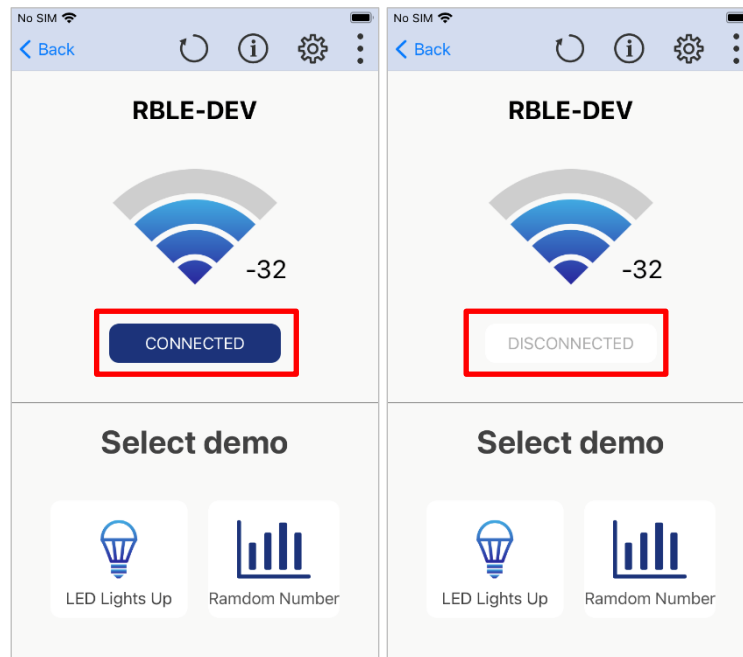 No SIM
Back
RBLE-DEV
-32
CONNECTED
Select demo
LED Lights Up
Ramdom Number
No SIM
Back
RBLE-DEV
-32
DISCONNECTED
Select demo
LED Lights Up
Ramdom Number